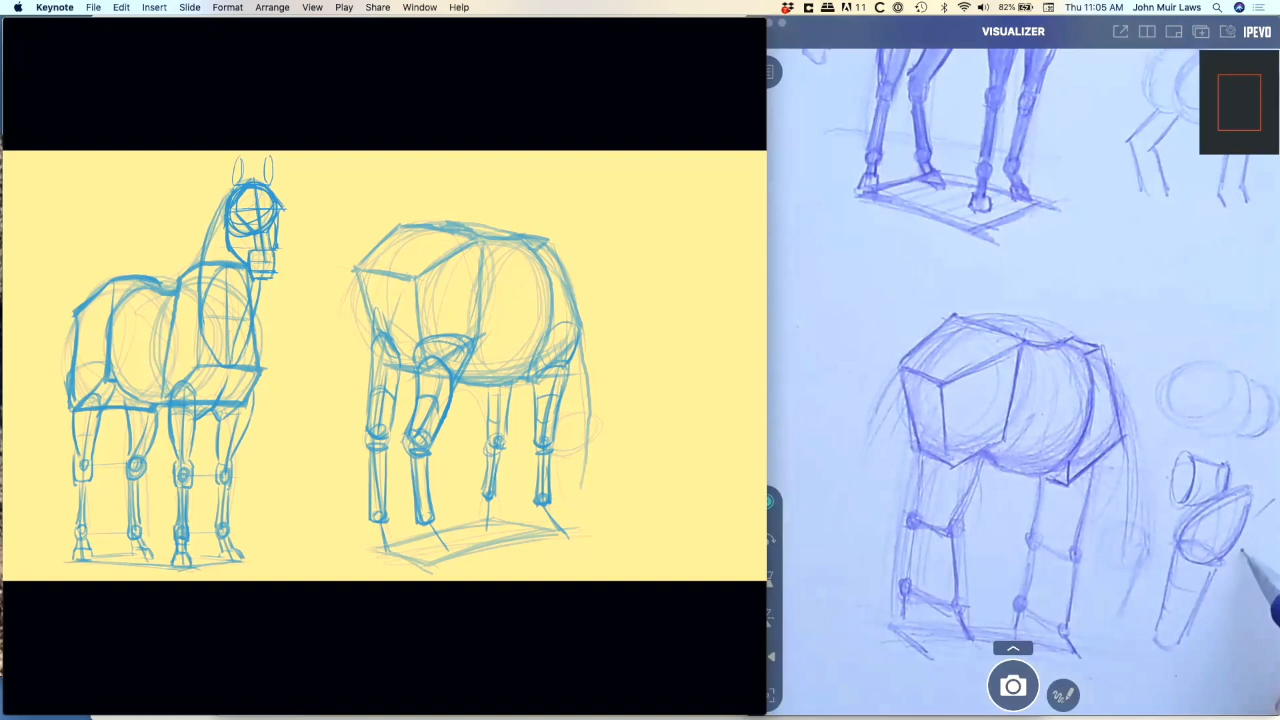 Keynote File Edit Insert Slide Format Arrange View Play Share Window Help 11 82% Thu 11:05 AM John Muir Laws
VISUALIZER IPEVO